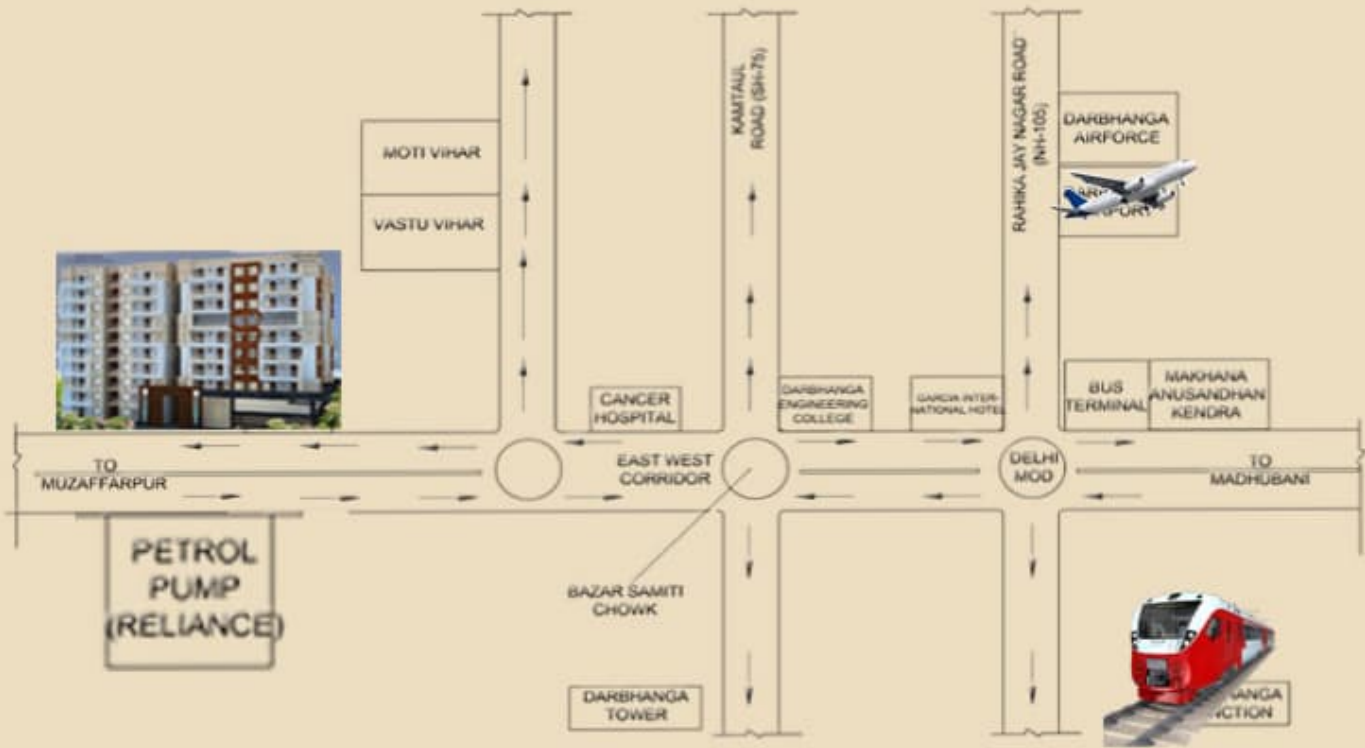 KAMTAUL
ROAD (SH-75)
RAHIKA JAY NAGAR ROAD
(NH-105)
DARBHANGA
AIRFORCE
MOTI VIHAR
VASTU VIHAR
CANCER
HOSPITAL
DARBHANGA
ENGINEERING
COLLEGE
INTER-
NATIONAL HOTEL
BUS
TERMINAL
MAKHANA
ANUSANDHAN
KENDRA
TO
MUZAFFARPUR
EAST WEST
CORRIDOR
DELHI
MOD
TO
MADHUBANI
PETROL
PUMP
(RELIANCE)
BAZAR SAMITI
CHOWK
DARBHANGA
TOWER